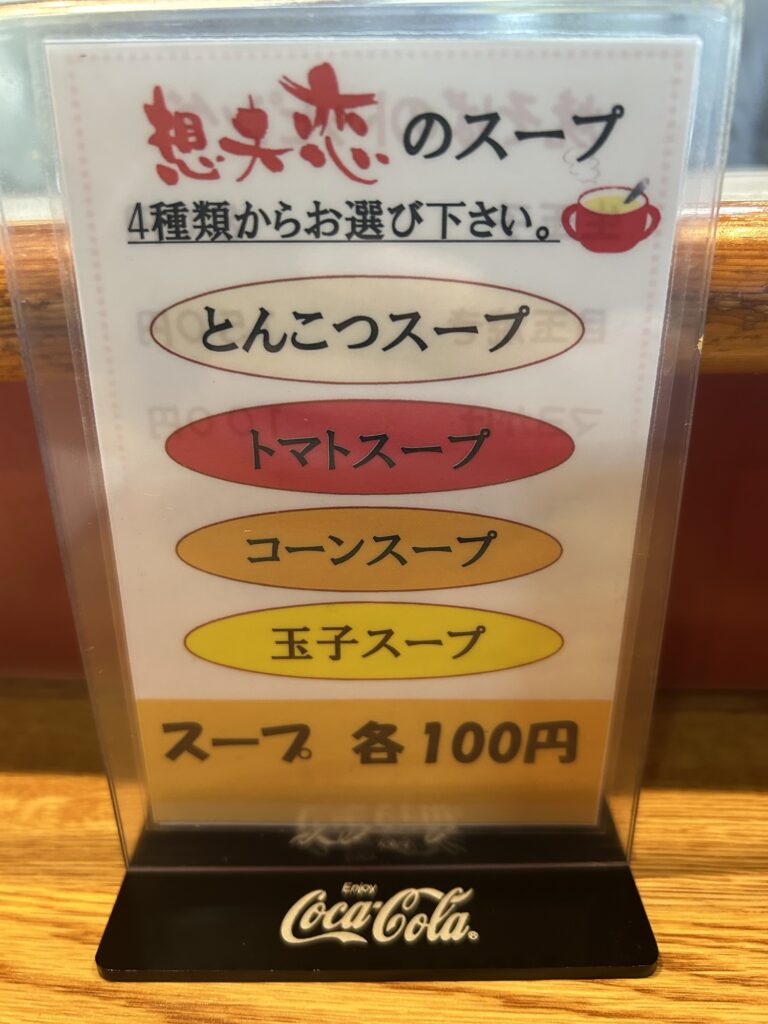 想夫恋のスープ
4種類からお選び下さい。
とんこつスープ
トマトスープ
コーンスープ
玉子スープ
スープ 各100円
Enjoy
Coca-Cola®